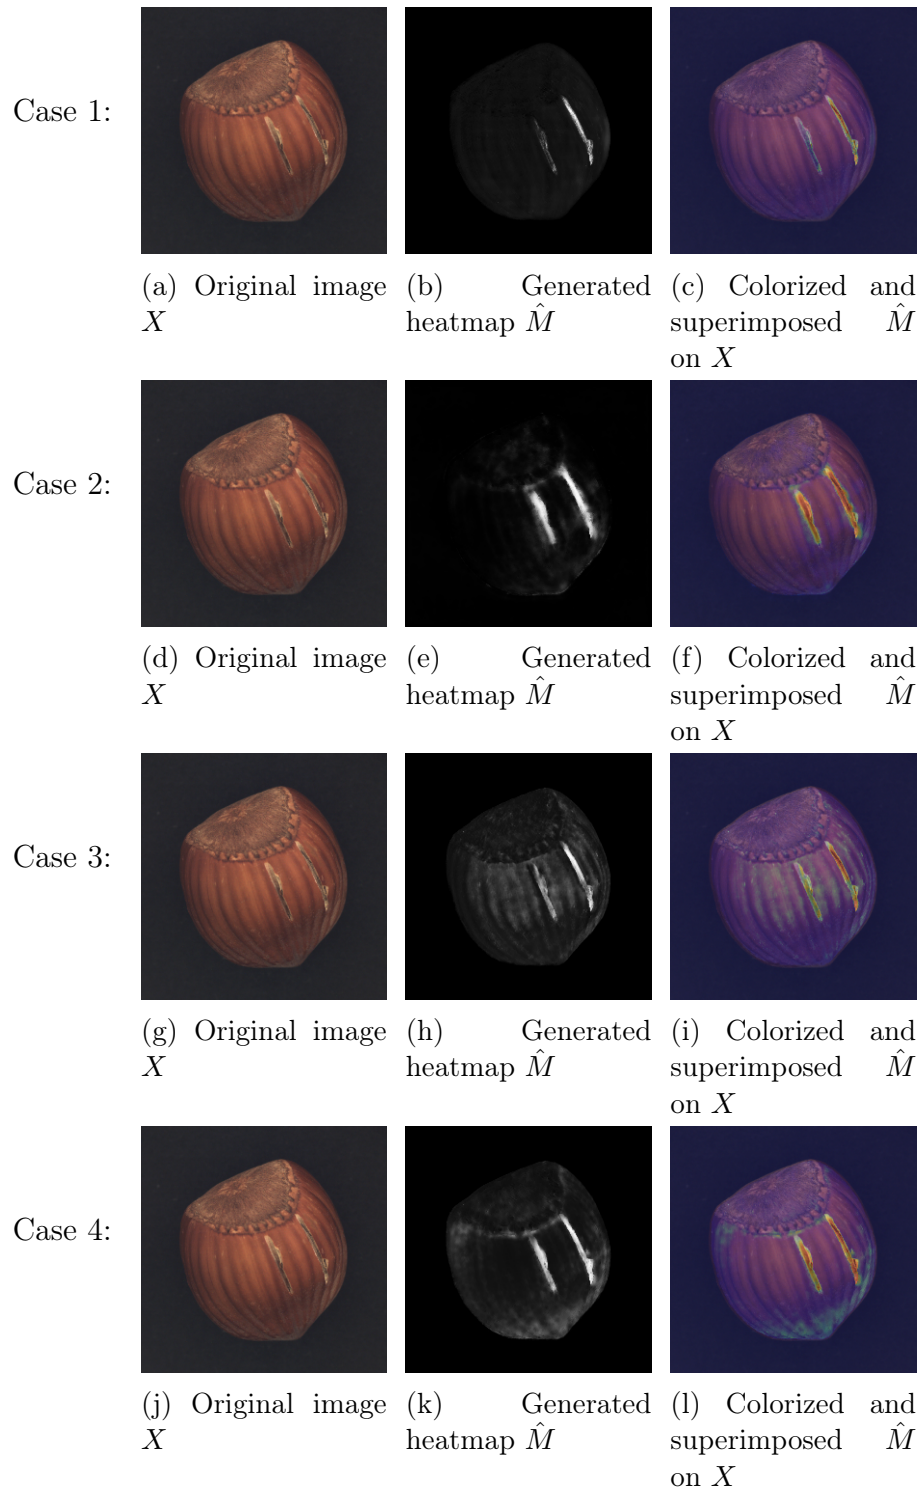 Case 1:
(a) Original image
X
(b) Generated
heatmap M̂
(c) Colorized and
superimposed M̂
on X
Case 2:
(d) Original image
X
(e) Generated
heatmap M̂
(f) Colorized and
superimposed M̂
on X
Case 3:
(g) Original image
X
(h) Generated
heatmap M̂
(i) Colorized and
superimposed M̂
on X
Case 4:
(j) Original image
X
(k) Generated
heatmap M̂
(l) Colorized and
superimposed M̂
on X